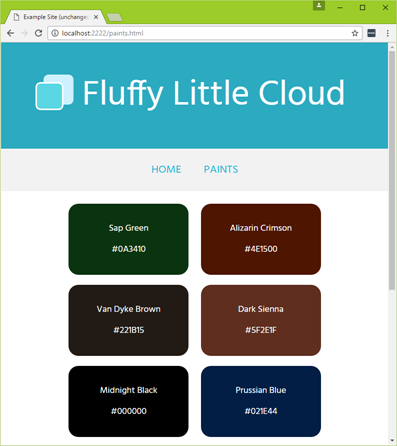 Example Site (unchanged
localhost:2222/paints.html
Fluffy Little Cloud
HOME PAINTS
Sap Green
#0A3410
Alizarin Crimson
#4E1500
Van Dyke Brown
#221B15
Dark Sienna
#5F2E1F
Midnight Black
#000000
Prussian Blue
#021E44